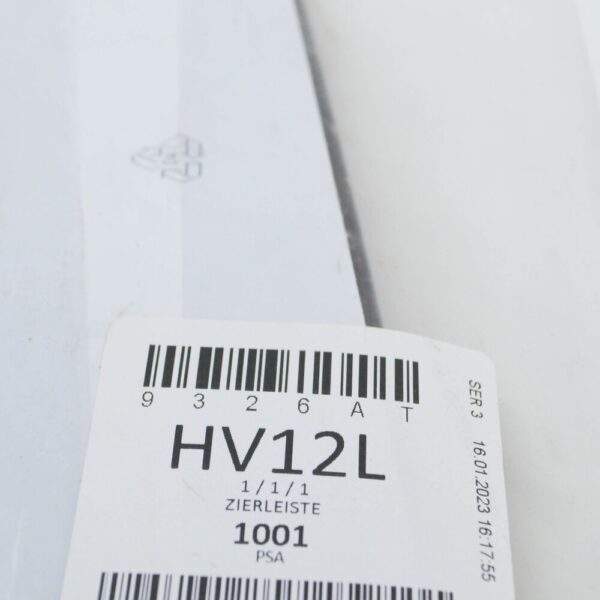 9326AT
HV12L
1/1/1
ZIERLEISTE
1001
PSA
SER 3 16.01.2023 16:17:55